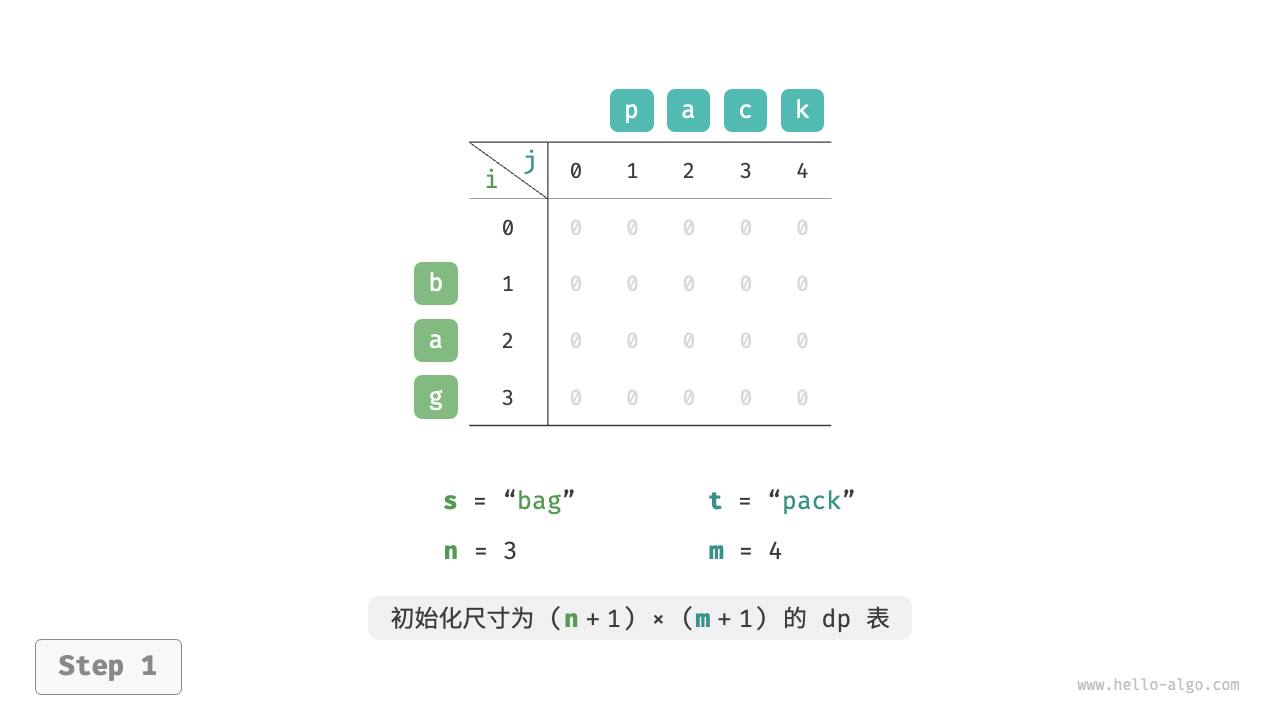 p a c k
j
i
0 1 2 3 4
0 0 0 0 0 0
b 1 0 0 0 0 0
a 2 0 0 0 0 0
g 3 0 0 0 0 0
s = “bag” t = “pack”
n = 3 m = 4
初始化尺寸为 (n + 1) × (m + 1) 的 dp 表
Step 1
www.hello-algo.com